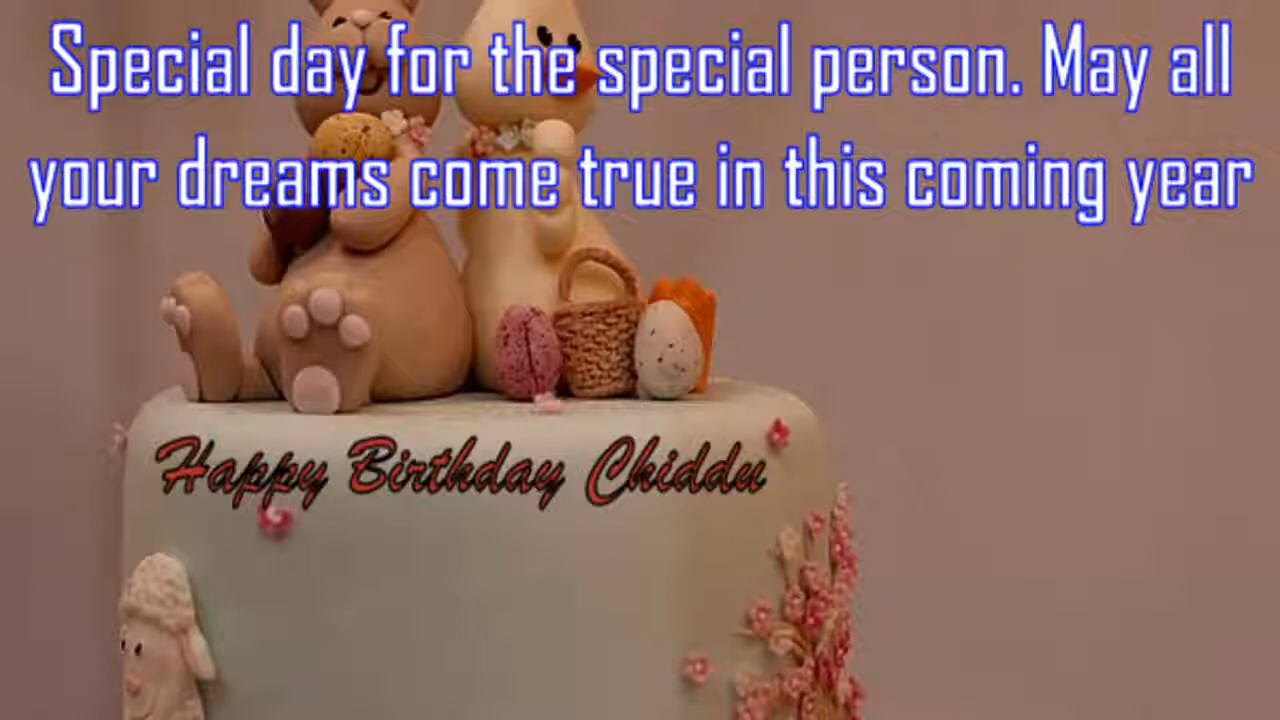 Special day for the special person. May all
your dreams come true in this coming year
Happy Birthday Chiddu